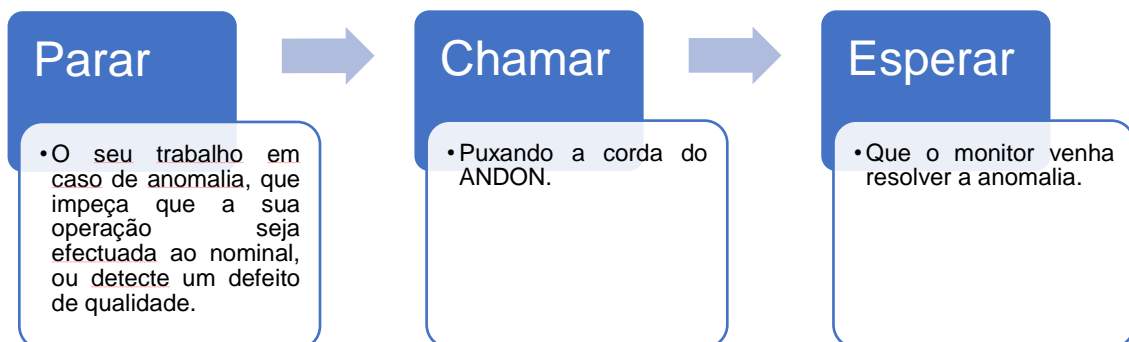 Parar
• O seu trabalho em
caso de anomalia, que
impeça que a sua
operação seja
efectuada ao nominal,
ou detecte um defeito
de qualidade.
Chamar
• Puxando a corda do
ANDON.
Esperar
• Que o monitor venha
resolver a anomalia.